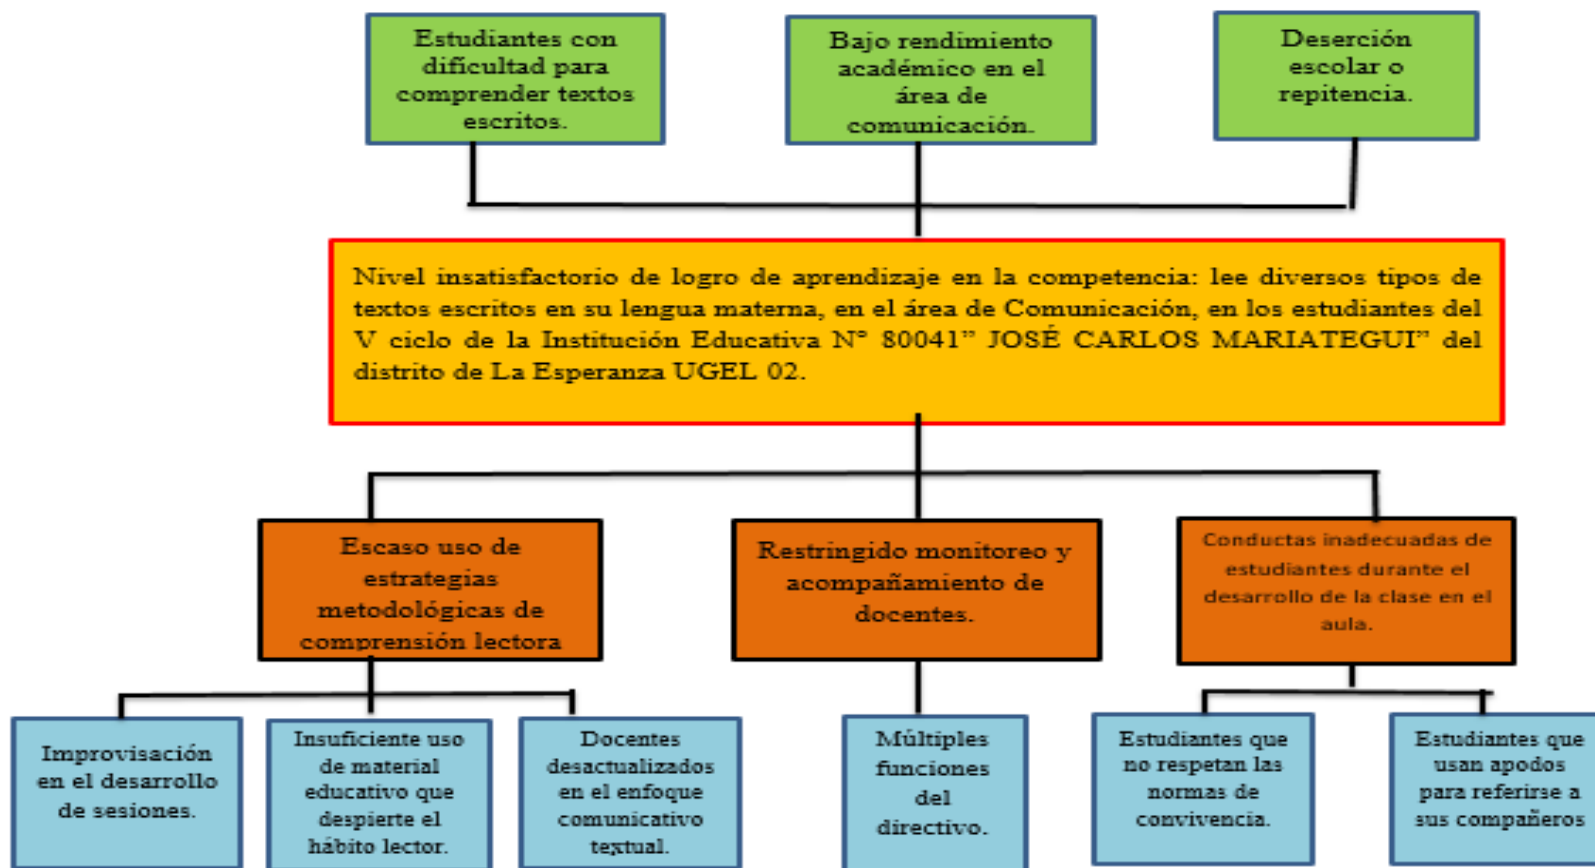 Estudiantes con
dificultad para
comprender textos
escritos.
Bajo rendimiento
académico en el
área de
comunicación.
Deserción
escolar o
repitencia.
Nivel insatisfactorio de logro de aprendizaje en la competencia: lee diversos tipos de
textos escritos en su lengua materna, en el área de Comunicación, en los estudiantes del
V ciclo de la Institución Educativa N° 80041” JOSÉ CARLOS MARIATEGUI” del
distrito de La Esperanza UGEL 02.
Escaso uso de
estrategias
metodológicas de
comprensión lectora
Restringido monitoreo y
acompañamiento de
docentes.
Conductas inadecuadas de
estudiantes durante el
desarrollo de la clase en el
aula.
Improvisación
en el desarrollo
de sesiones.
Insuficiente uso
de material
educativo que
despierte el
hábito lector.
Docentes
desactualizados
en el enfoque
comunicativo
textual.
Múltiples
funciones
del
directivo.
Estudiantes que
no respetan las
normas de
convivencia.
Estudiantes que
usan apodos
para referirse a
sus compañeros